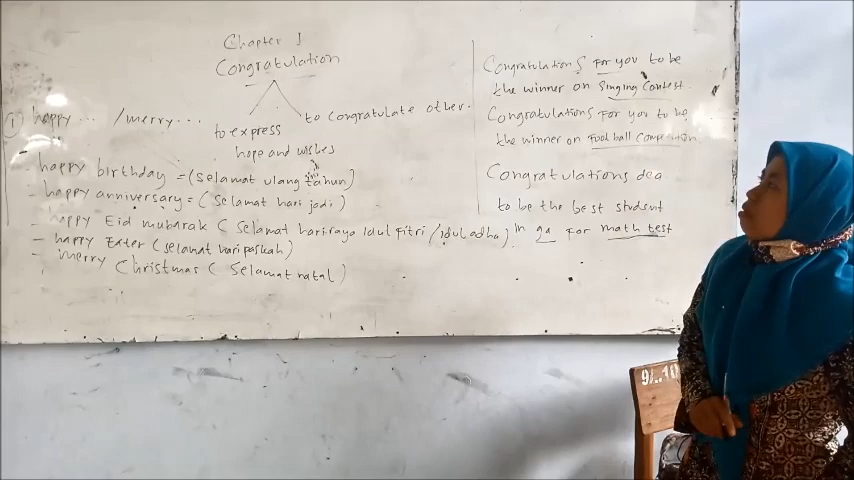 Chapter 1
Congratulation
to congratulate other.
to express
hope and wishes
1 happy... /merry...
- happy birthday = (selamat ulang tahun)
- happy anniversary = (selamat hari jadi)
- happy Eid mubarak (selamat hari raya Idul fitri/idul adha)
- happy Ester (selamat hari paskah)
- merry Christmas (selamat natal)
Congratulations For you to be
the winner on singing contest.
Congratulations For you to be
the winner on Foot ball
Congratulations dea
to be the best student
in 9a for math test
9/..10